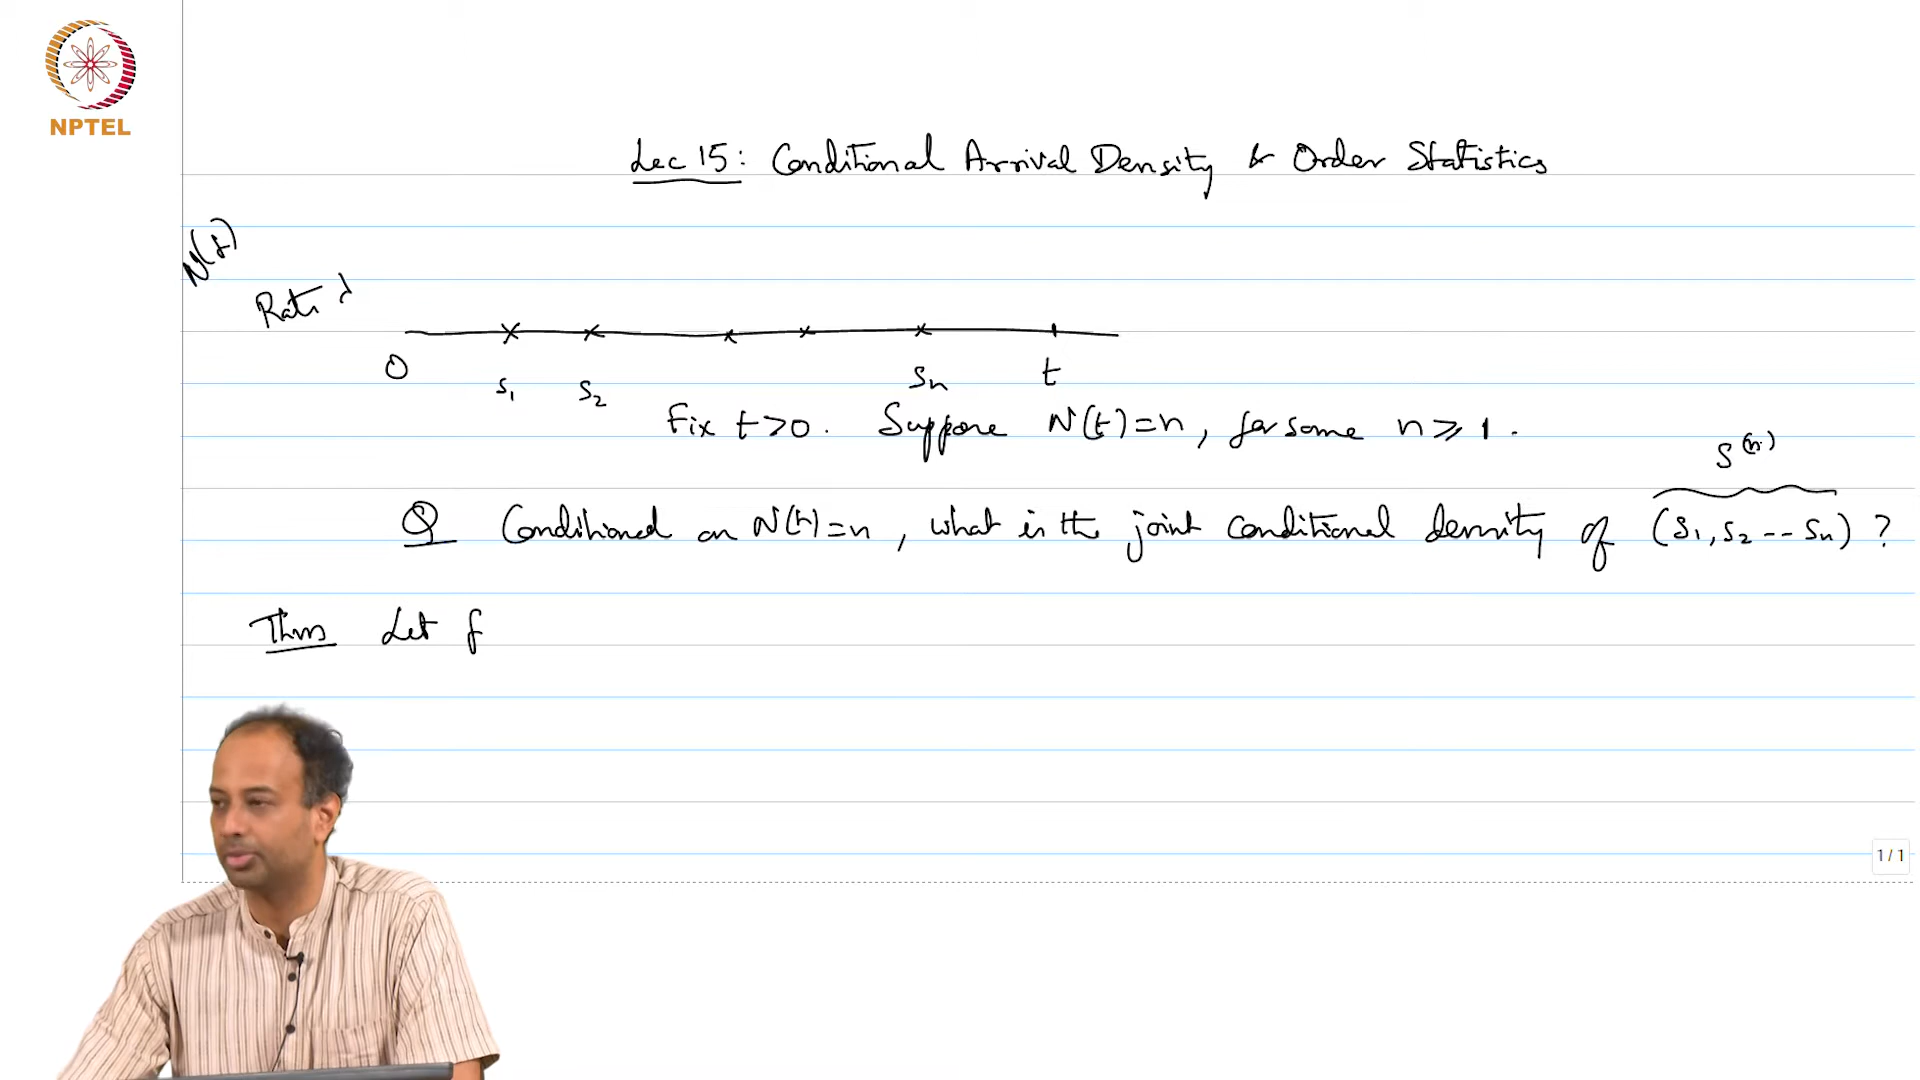 NPTEL
Lec 15: Conditional Arrival Density & Order Statistics
N(t)
Rate λ
0 S₁ S₂ Sₙ t
Fix t>0. Suppose N(t)=n, for some n ≥ 1.
S⁽ⁿ⁾
Q Conditioned on N(t)=n, what is the joint conditional density of (S₁, S₂ -- Sₙ) ?
Thm Let f
1 / 1